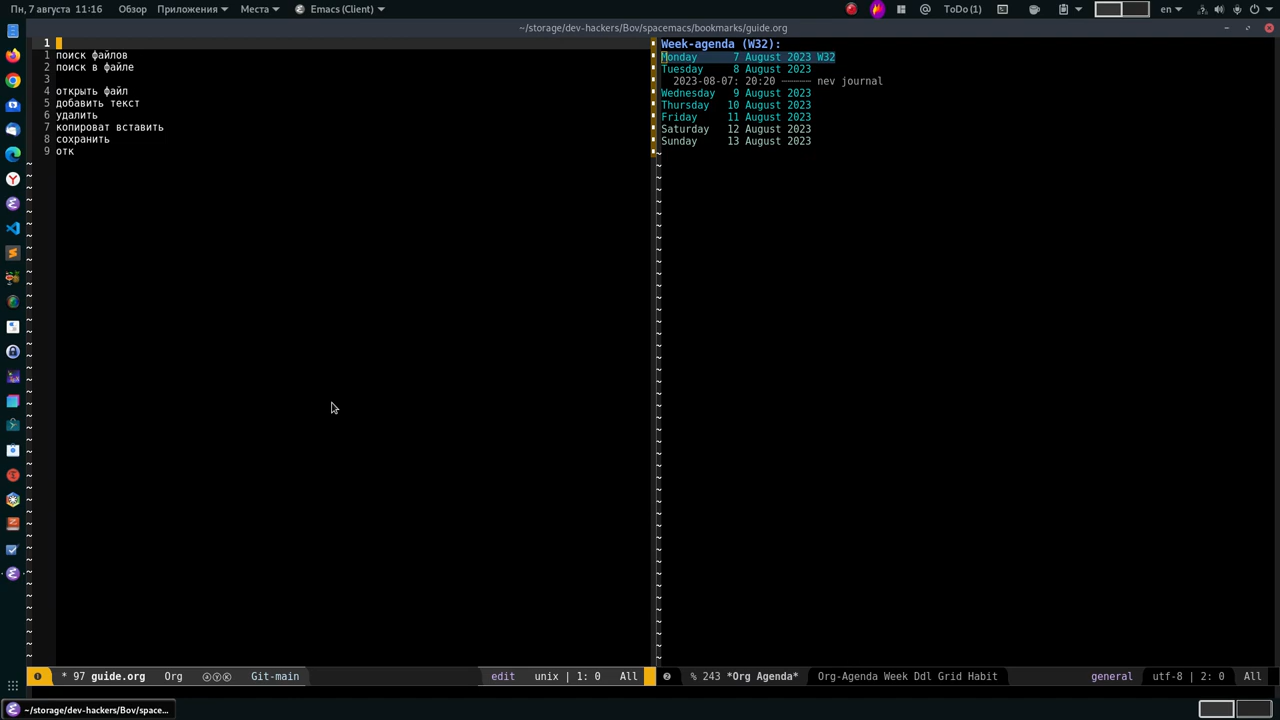 Пн, 7 августа 11:16 Обзор Приложения Места Emacs (Client) ToDo (1) en
~/storage/dev-hackers/Bov/spacemacs/bookmarks/guide.org
1
1 поиск файлов
2 поиск в файле
3
4 открыть файл
5 добавить текст
6 удалить
7 копироват вставить
8 сохранить
9 отк
Week-agenda (W32):
Monday 7 August 2023 W32
Tuesday 8 August 2023
2023-08-07: 20:20 ┄┄┄┄┄ nev journal
Wednesday 9 August 2023
Thursday 10 August 2023
Friday 11 August 2023
Saturday 12 August 2023
Sunday 13 August 2023
* 97 guide.org Org Git-main edit unix | 1: 0 All
% 243 *Org Agenda* Org-Agenda Week Ddl Grid Habit general utf-8 | 2: 0 All
~/storage/dev-hackers/Bov/space...